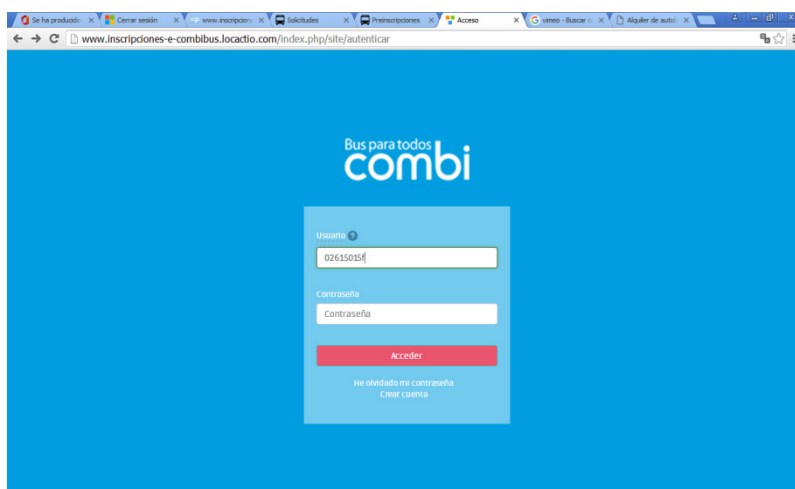 Se ha producido
Cerrar sesión
www.inscripcion
Solicitudes
Preinscripciones
Acceso
vimeo - Buscar c
Alquiler de autob
www.inscripciones-e-combibus.locactio.com/index.php/site/autenticar
Bus para todos
combi
Usuario ?
02615015f
Contraseña
Contraseña
Acceder
He olvidado mi contraseña
Crear cuenta